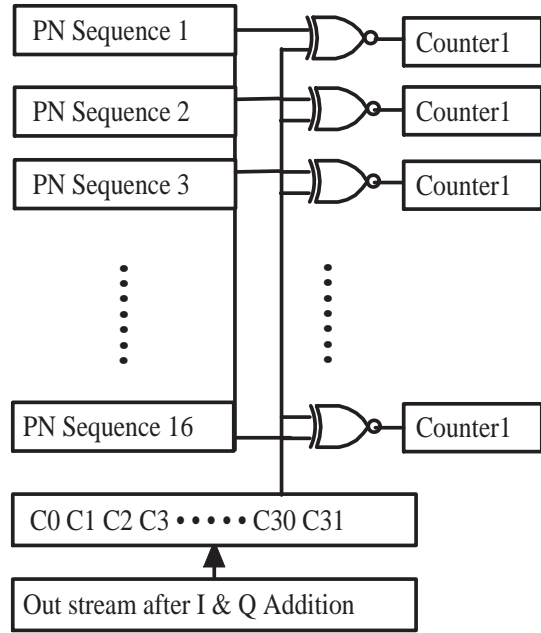 PN Sequence 1
Counter1
PN Sequence 2
Counter1
PN Sequence 3
Counter1
PN Sequence 16
Counter1
C0 C1 C2 C3 • • • • • C30 C31
Out stream after I & Q Addition